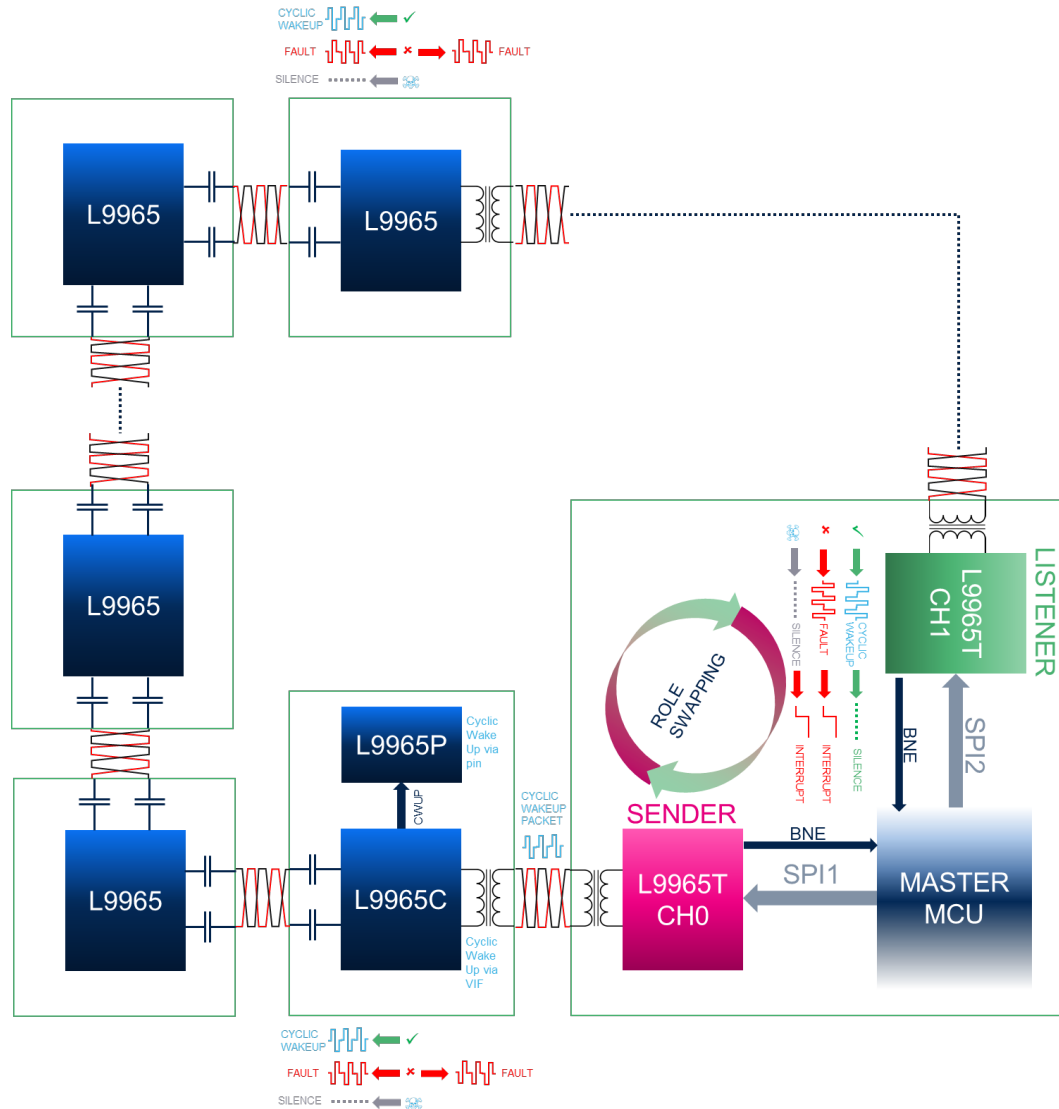 CYCLIC
WAKEUP
FAULT
FAULT
SILENCE
L9965
L9965
L9965
L9965
L9965P
Cyclic
Wake
Up via
pin
CWUP
L9965C
Cyclic
Wake
Up via
VIF
CYCLIC
WAKEUP
PACKET
ROLE
SWAPPING
SILENCE
INTERRUPT
FAULT
INTERRUPT
CYCLIC
WAKEUP
SILENCE
L9965T
CH1
LISTENER
BNE
SPI2
SENDER
L9965T
CH0
BNE
SPI1
MASTER
MCU
CYCLIC
WAKEUP
FAULT
FAULT
SILENCE